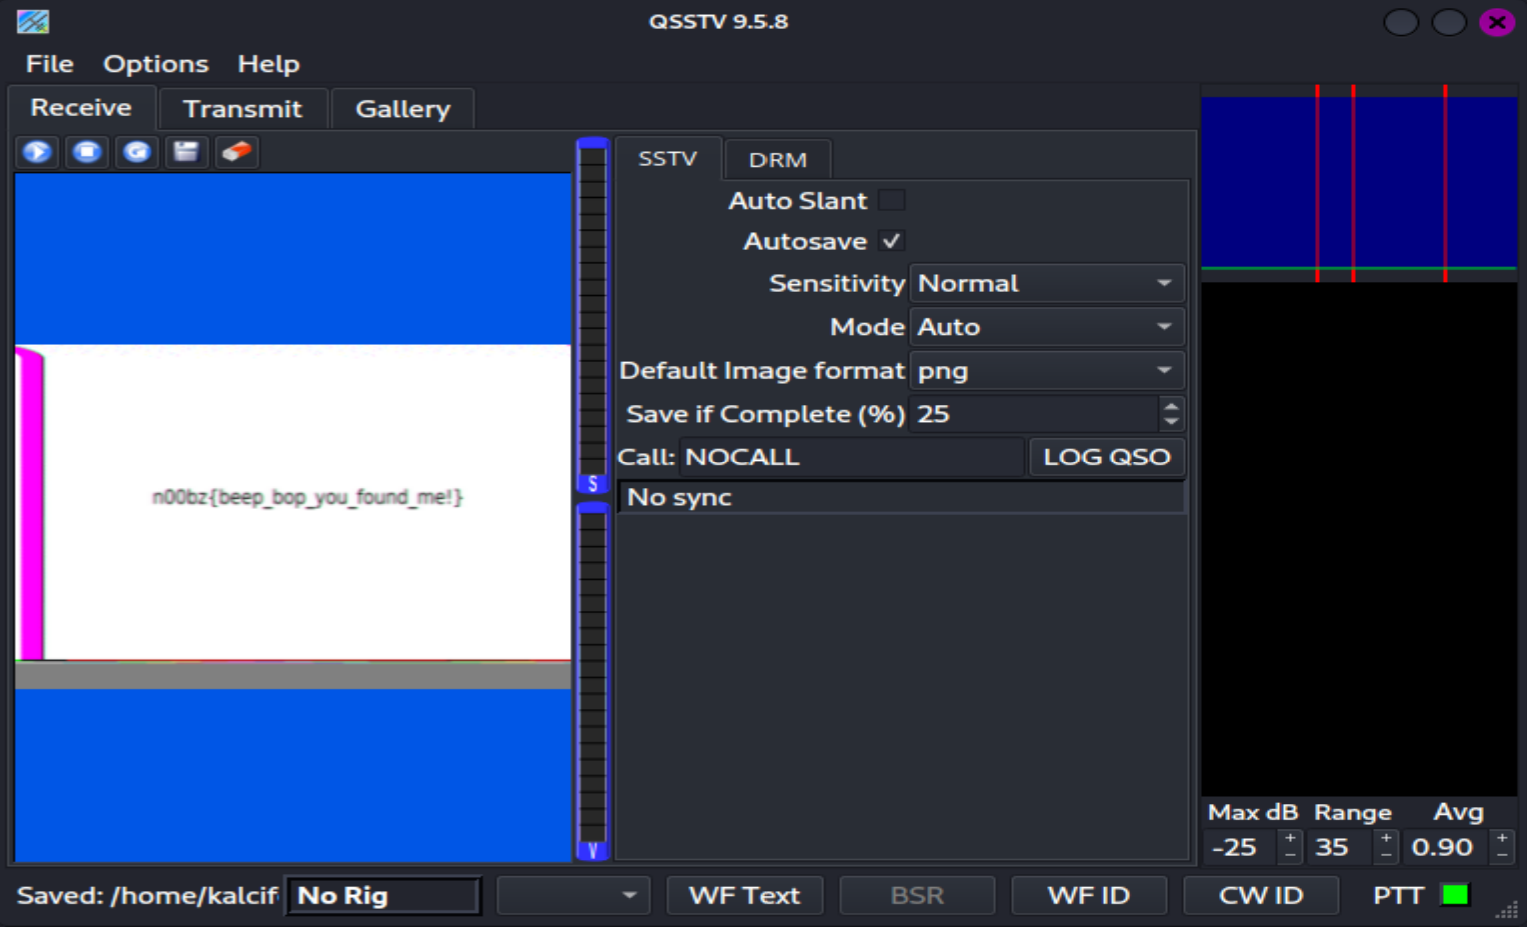 QSSTV 9.5.8
File Options Help
Receive Transmit Gallery
SSTV DRM
Auto Slant
Autosave
Sensitivity Normal
Mode Auto
Default Image format png
Save if Complete (%) 25
Call: NOCALL LOG QSO
No sync
n00bz{beep_bop_you_found_me!}
S
V
Max dB Range Avg
-25 35 0.90
Saved: /home/kalcif No Rig WF Text BSR WF ID CW ID PTT